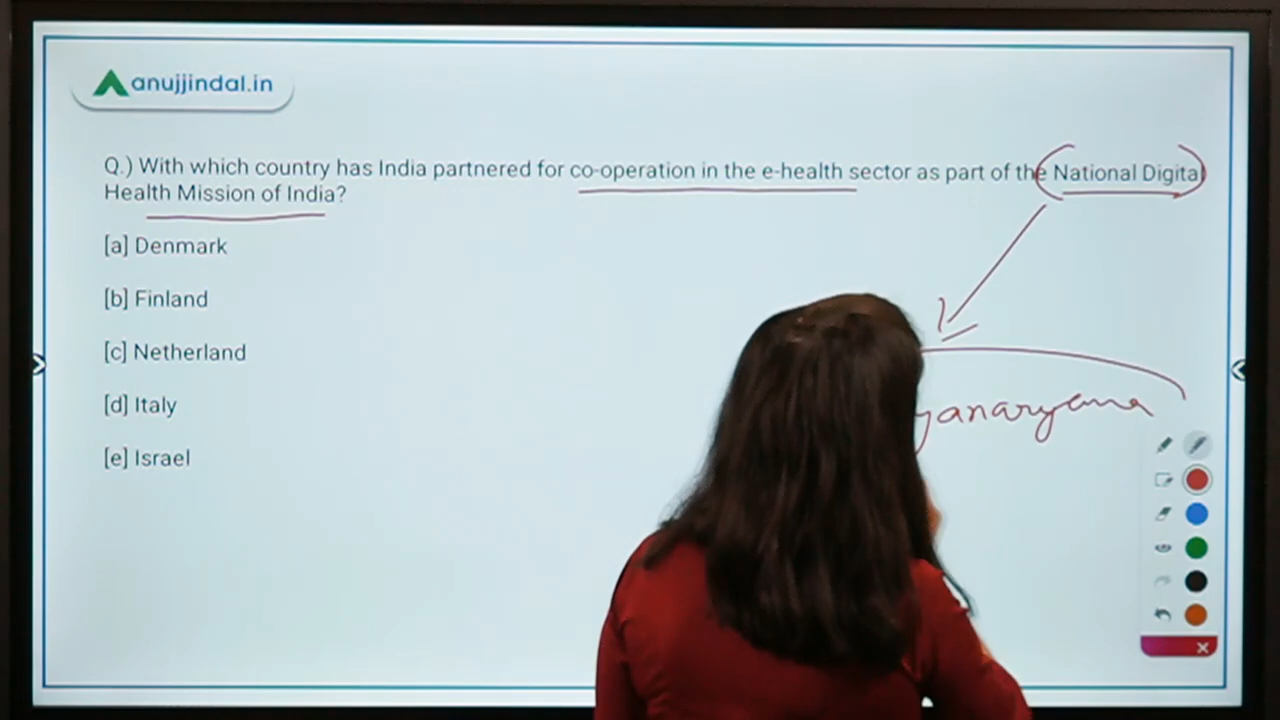 anujjindal.in
Q.) With which country has India partnered for co-operation in the e-health sector as part of the National Digital
Health Mission of India?
[a] Denmark
[b] Finland
[c] Netherland
[d] Italy
[e] Israel
yanaryana